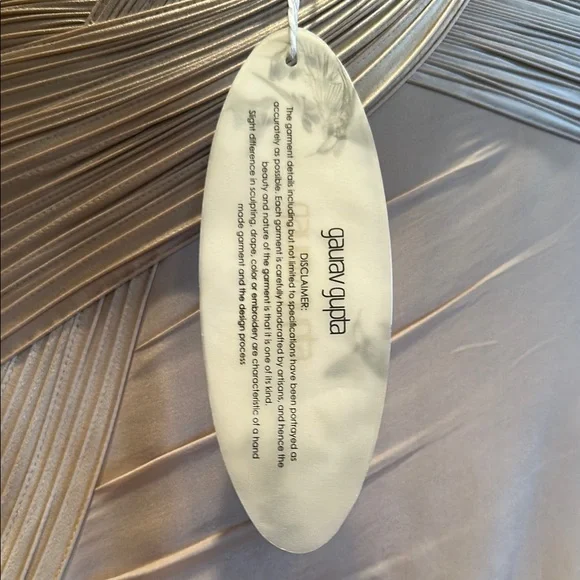 gaurav gupta
DISCLAIMER:
The garment details including but not limited to specifications have been portrayed as
accurately as possible. Each garment is carefully handcrafted by artisans, and hence the
beauty and nature of the garment is that it is one of its kind.
Slight difference in sculpting, drape, color or embroidery are characteristic of a hand
made garment and the design process